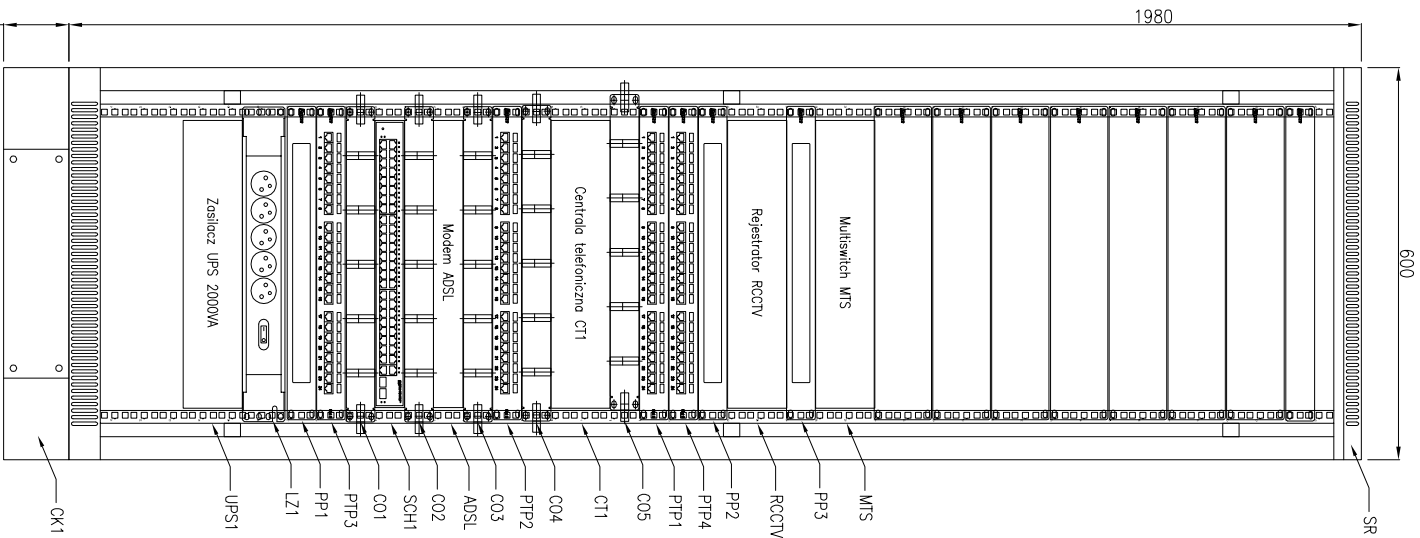 1980
600
SR
MTS
PP3
RCCTV
PP2
PTP4
PTP1
CO5
CT1
CO4
PTP2
CO3
ADSL
CO2
SCH1
CO1
PTP3
PP1
LZ1
UPS1
CK1
Multiswitch MTS
Rejestrator RCCTV
Centrala telefoniczna CT1
Modem ADSL
Zasilacz UPS 2000VA